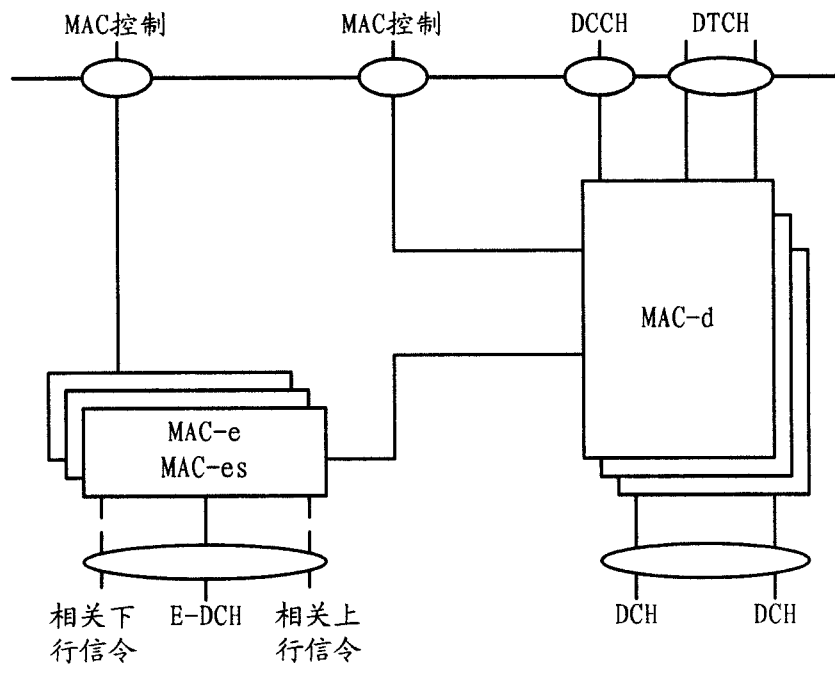 MAC控制
MAC控制
DCCH
DTCH
MAC-d
MAC-e
MAC-es
相关下
行信令
E-DCH
相关上
行信令
DCH
DCH